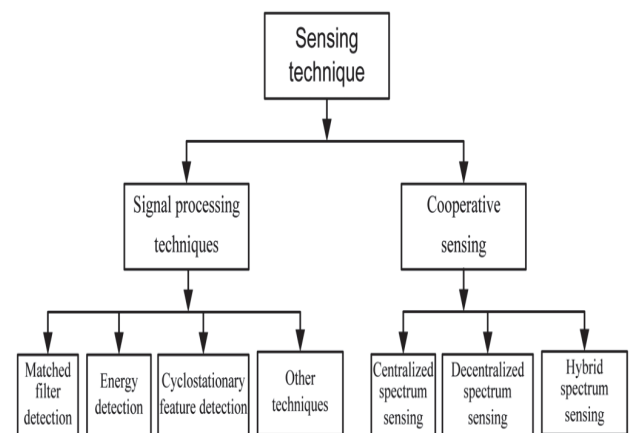 Sensing
technique
Signal processing
techniques
Cooperative
sensing
Matched
filter
detection
Energy
detection
Cyclostationary
feature detection
Other
techniques
Centralized
spectrum
sensing
Decentralized
spectrum
sensing
Hybrid
spectrum
sensing